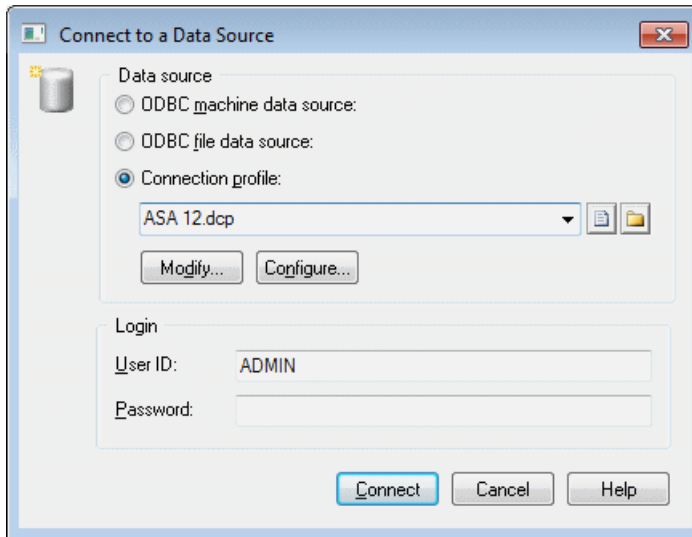 Connect to a Data Source
Data source
ODBC machine data source:
ODBC file data source:
Connection profile:
ASA 12.dcp
Modify... Configure...
Login
User ID: ADMIN
Password:
Connect Cancel Help